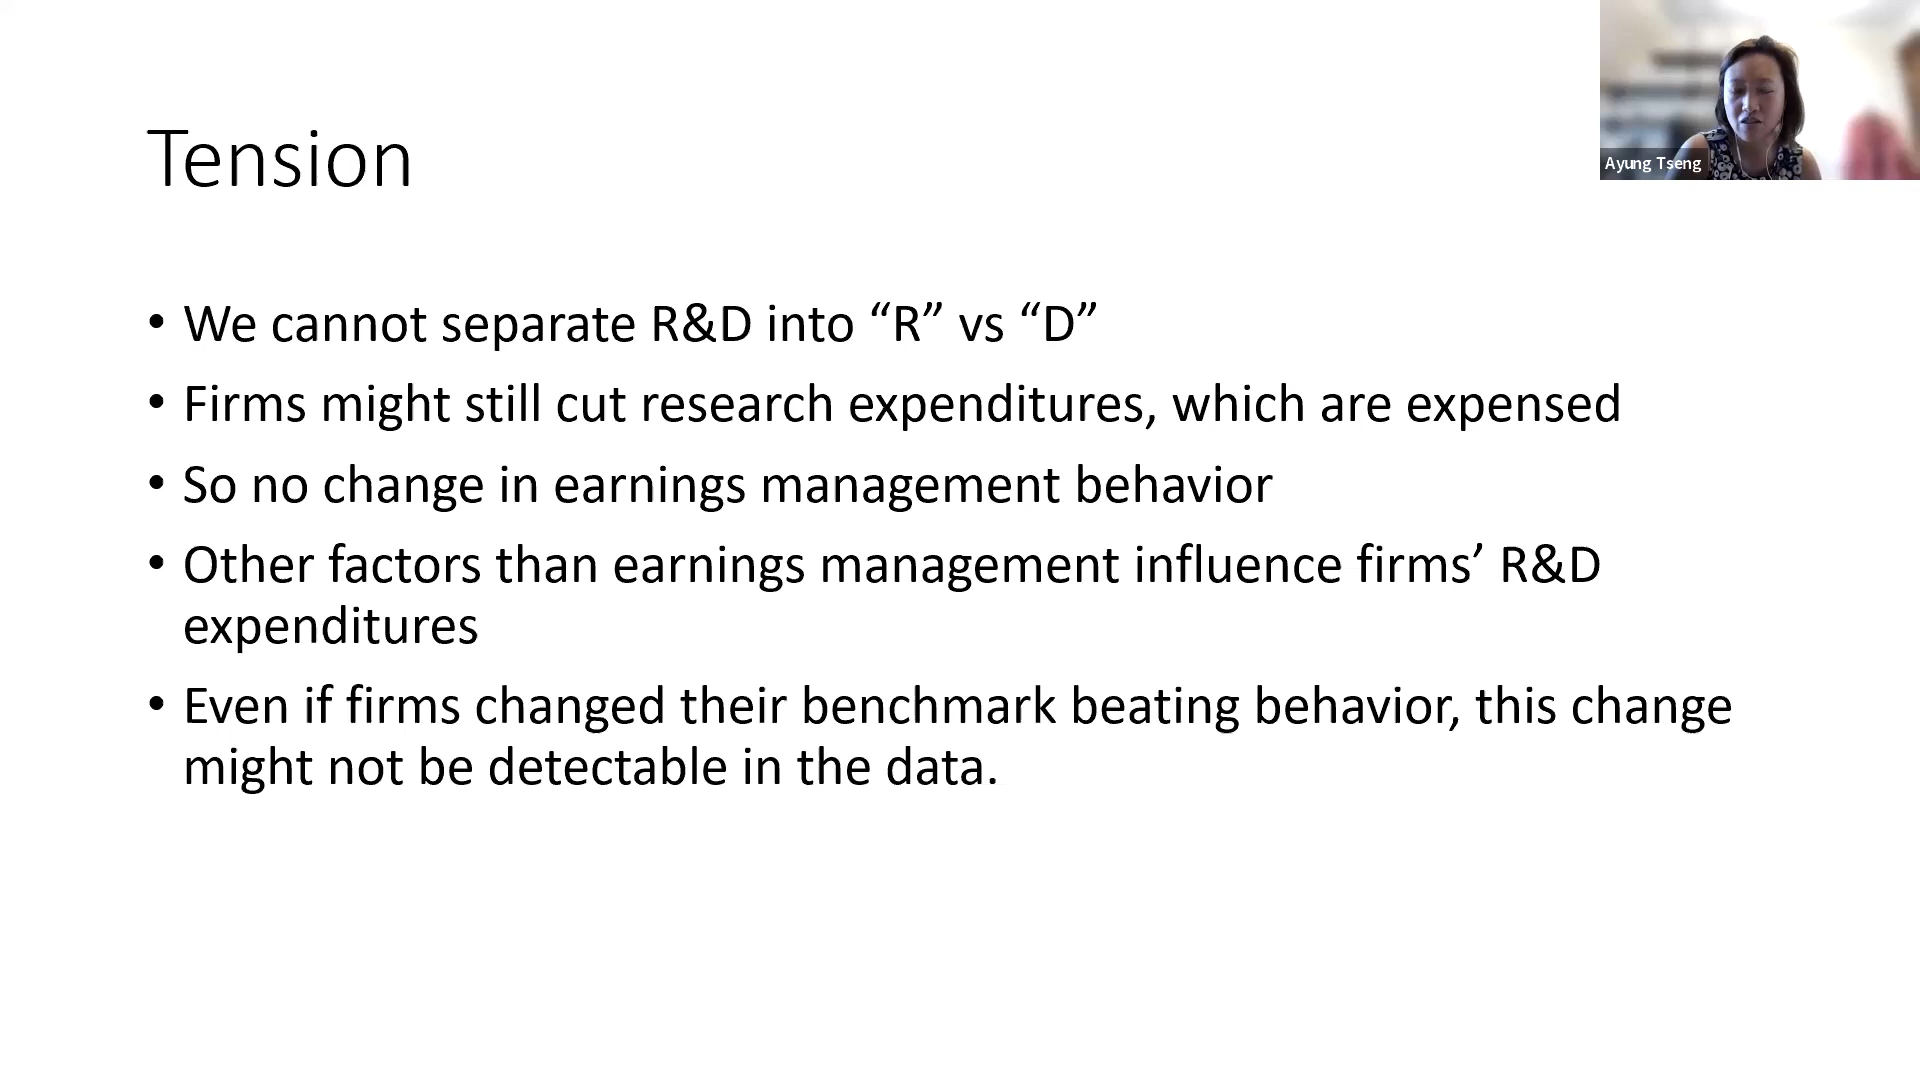 Tension
• We cannot separate R&D into “R” vs “D”
• Firms might still cut research expenditures, which are expensed
• So no change in earnings management behavior
• Other factors than earnings management influence firms’ R&D
expenditures
• Even if firms changed their benchmark beating behavior, this change
might not be detectable in the data.
Ayung Tseng